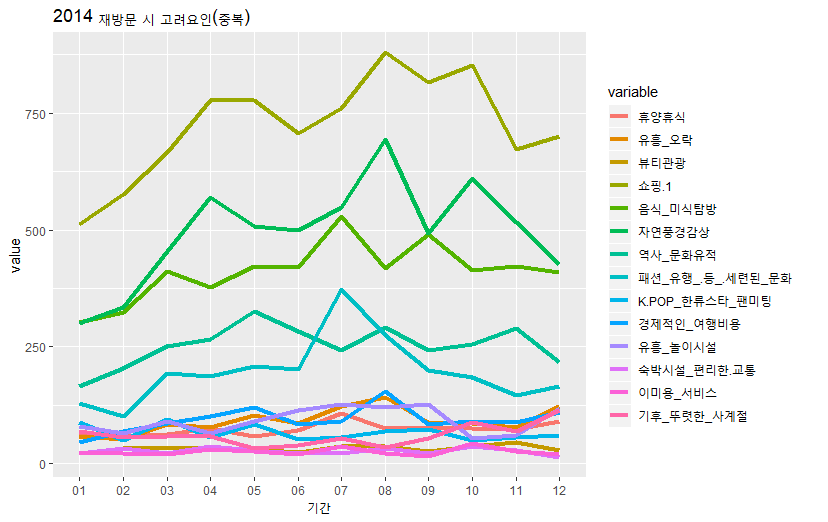 2014 재방문 시 고려요인(중복)
value
750
500
250
0
01 02 03 04 05 06 07 08 09 10 11 12
기간
variable
휴양휴식
유흥_오락
뷰티관광
쇼핑.1
음식_미식탐방
자연풍경감상
역사_문화유적
패션_유행_.등_.세련된_문화
K.POP_한류스타_팬미팅
경제적인_여행비용
유흥_놀이시설
숙박시설_편리한.교통
이미용_서비스
기후_뚜렷한_사계절